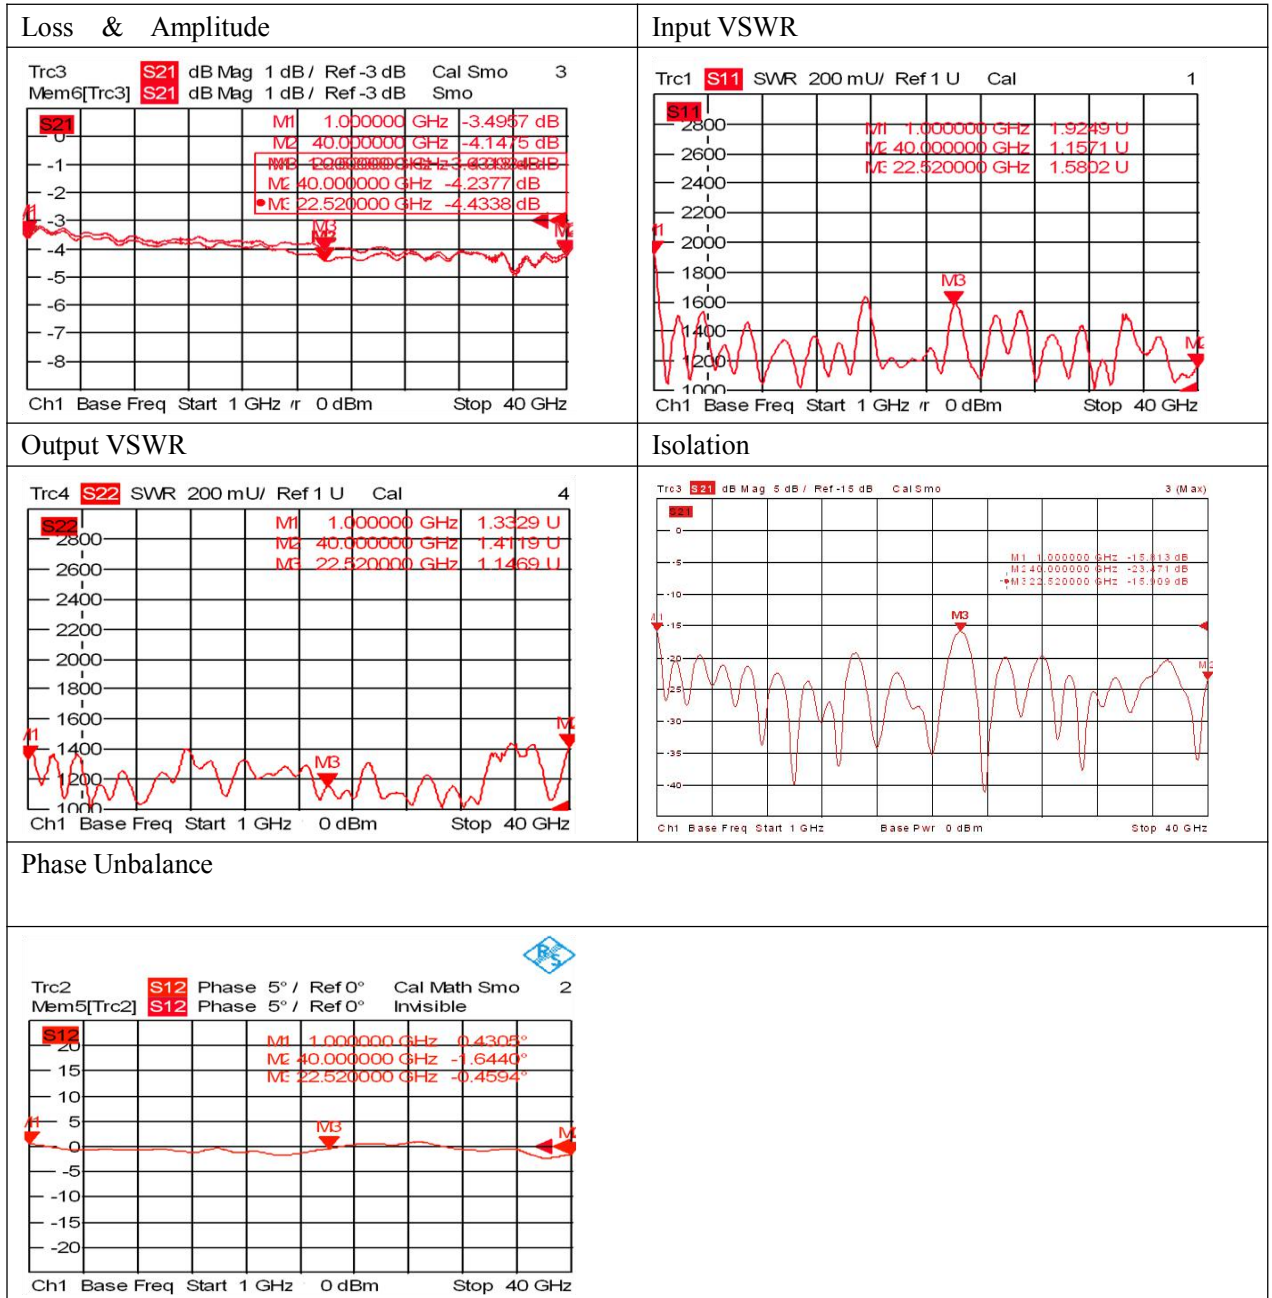 Loss & Amplitude
Trc3 S21 dB Mag 1 dB / Ref -3 dB Cal Smo 3
Mem6[Trc3] S21 dB Mag 1 dB / Ref -3 dB Smo
S21
M1 1.000000 GHz -3.4957 dB
M2 40.000000 GHz -4.1475 dB
M2 40.000000 GHz -4.2377 dB
22.520000 GHz -4.4338 dB
0
-1
-2
-3
-4
-5
-6
-7
-8
M3
Ch1 Base Freq Start 1 GHz 0 dBm Stop 40 GHz
Input VSWR
Trc1 S11 SWR 200 mU/ Ref 1 U Cal 1
S11
M1 1.000000 GHz 1.9249 U
40.000000 GHz 1.1571 U
22.520000 GHz 1.5802 U
2800
2600
2400
2200
2000
1800
1600
1400
1200
1000
M3
Ch1 Base Freq Start 1 GHz 0 dBm Stop 40 GHz
Output VSWR
Trc4 S22 SWR 200 mU/ Ref 1 U Cal 4
S22
M1 1.000000 GHz 1.3329 U
M2 40.000000 GHz 1.4119 U
M3 22.520000 GHz 1.1469 U
2800
2600
2400
2200
2000
1800
1600
1400
1200
1000
M3
Ch1 Base Freq Start 1 GHz 0 dBm Stop 40 GHz
Isolation
Trc3 S21 dB Mag 5 dB / Ref -15 dB Cal Smo 3 (Max)
S21
M1 1.000000 GHz -15.813 dB
M2 40.000000 GHz -23.471 dB
M3 22.520000 GHz -15.909 dB
0
-5
-10
-15
-20
-25
-30
-35
-40
M1
M3
M2
Ch1 Base Freq Start 1 GHz Base Pwr 0 dBm Stop 40 GHz
Phase Unbalance
R S
Trc2 S12 Phase 5° / Ref 0° Cal Math Smo 2
Mem5[Trc2] S12 Phase 5° / Ref 0° Invisible
S12
M1 1.000000 GHz 0.4305°
40.000000 GHz -1.6440°
22.520000 GHz -0.4594°
20
15
10
5
0
-5
-10
-15
-20
M3
Ch1 Base Freq Start 1 GHz 0 dBm Stop 40 GHz